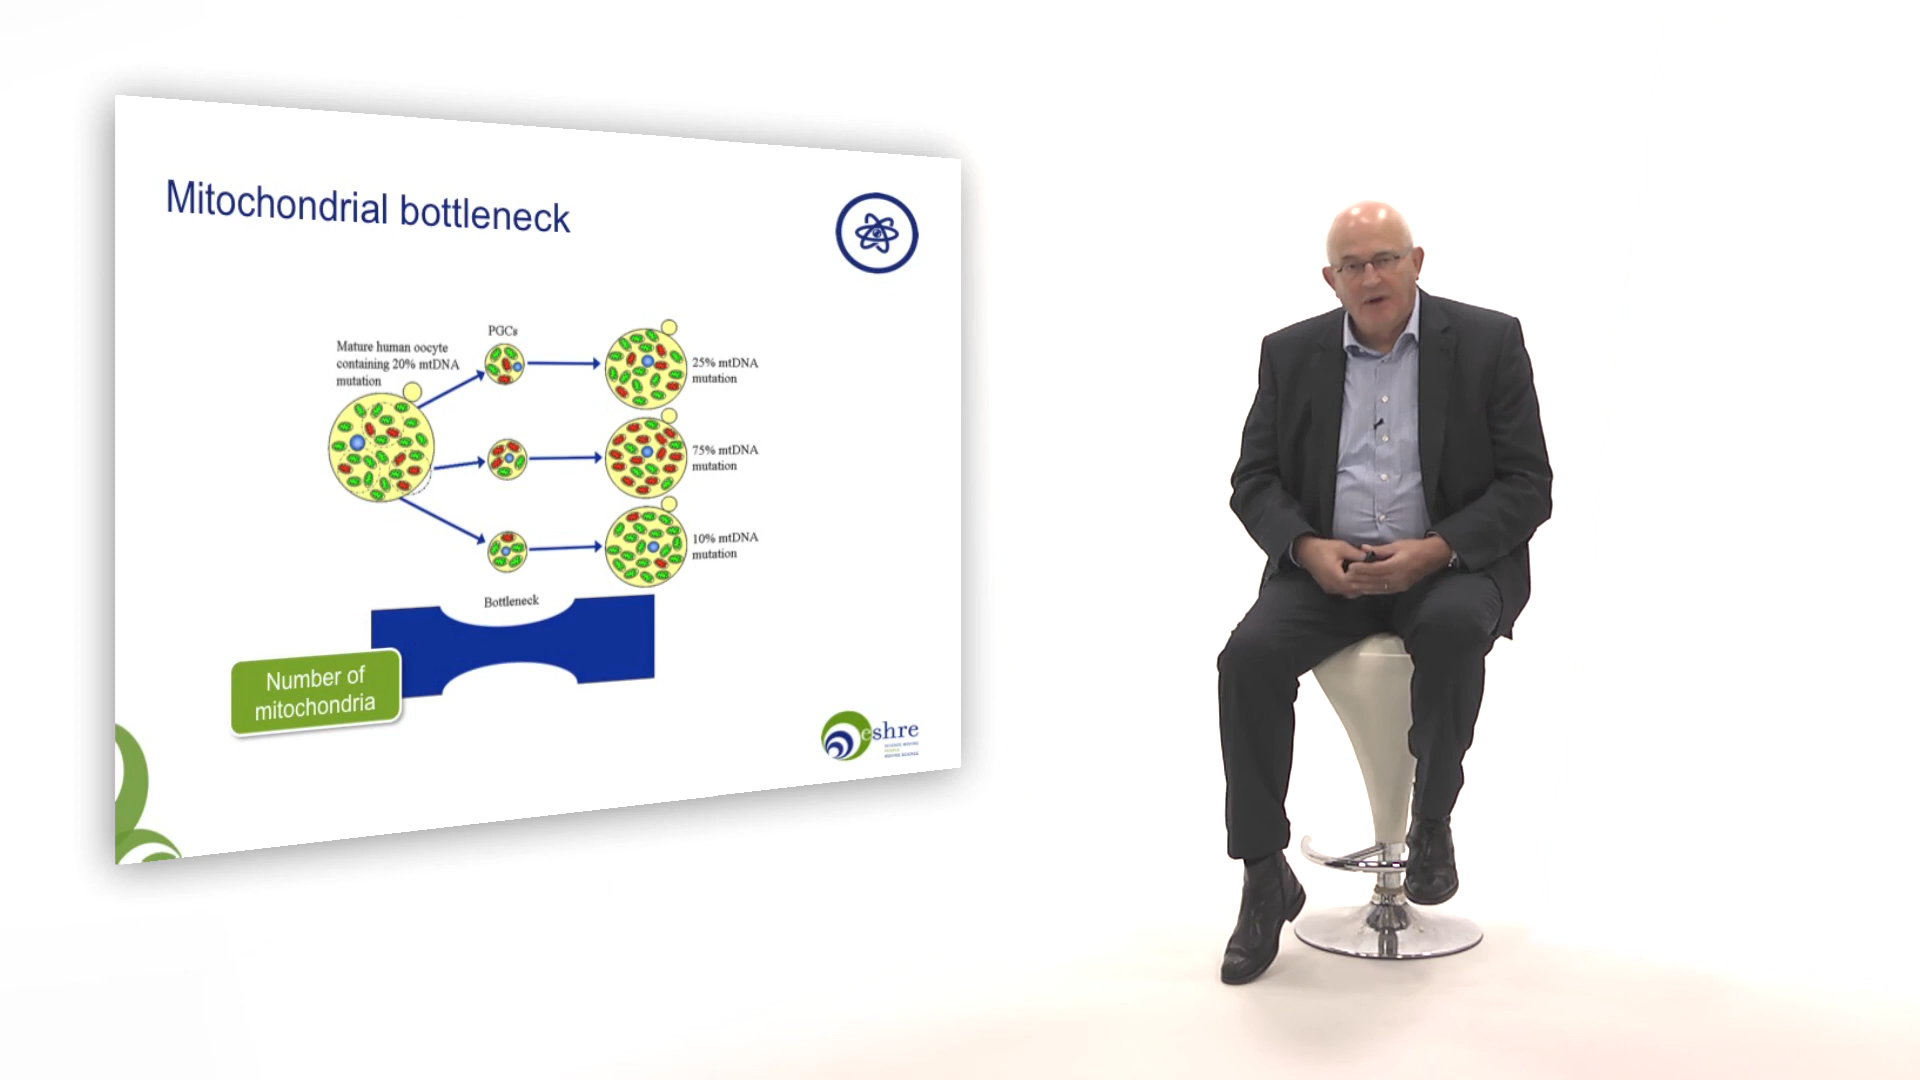 Mitochondrial bottleneck
PGCs
Mature human oocyte
containing 20% mtDNA
mutation
25% mtDNA
mutation
75% mtDNA
mutation
10% mtDNA
mutation
Bottleneck
Number of
mitochondria
eshre